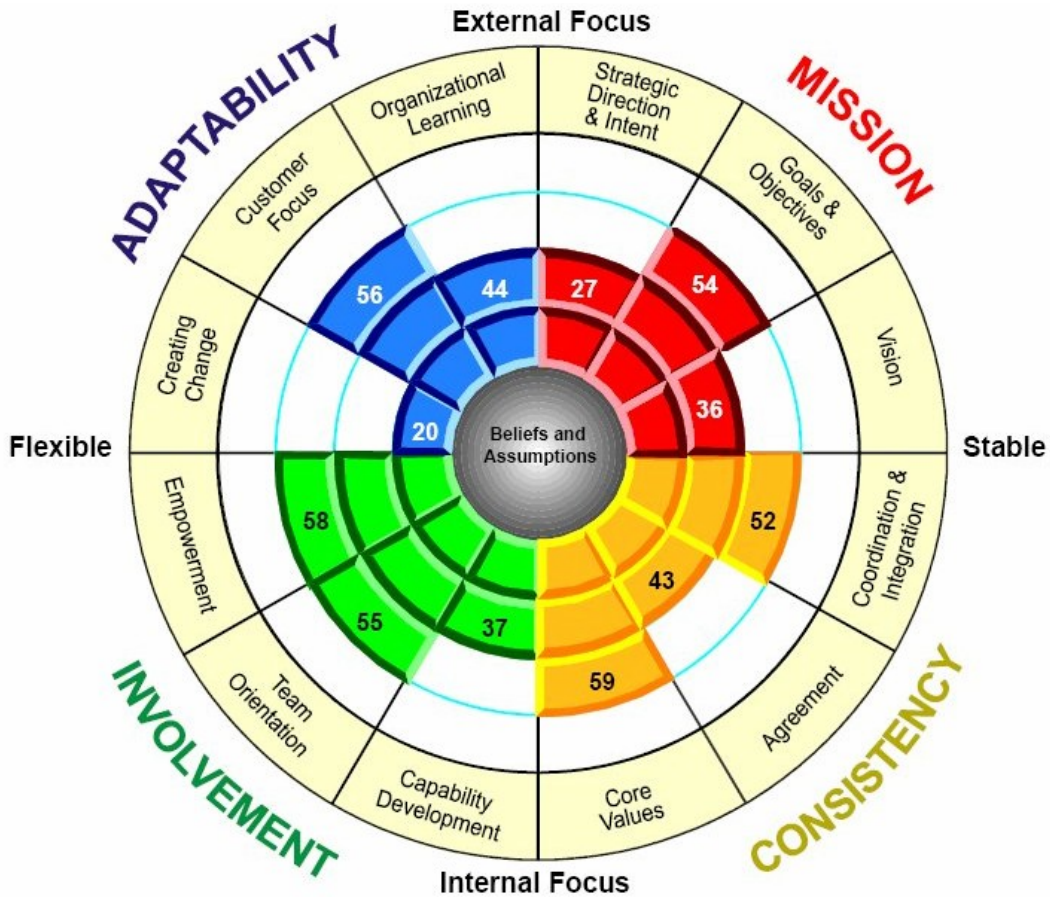 External Focus
ADAPTABILITY
MISSION
Organizational
Learning
Strategic
Direction
& Intent
Customer
Focus
Goals &
Objectives
Creating
Change
Vision
56
44
27
54
20
36
Beliefs and
Assumptions
Flexible
Stable
Empowerment
58
52
Coordination &
Integration
55
37
43
59
Team
Orientation
Agreement
Capability
Development
Core
Values
INVOLVEMENT
CONSISTENCY
Internal Focus